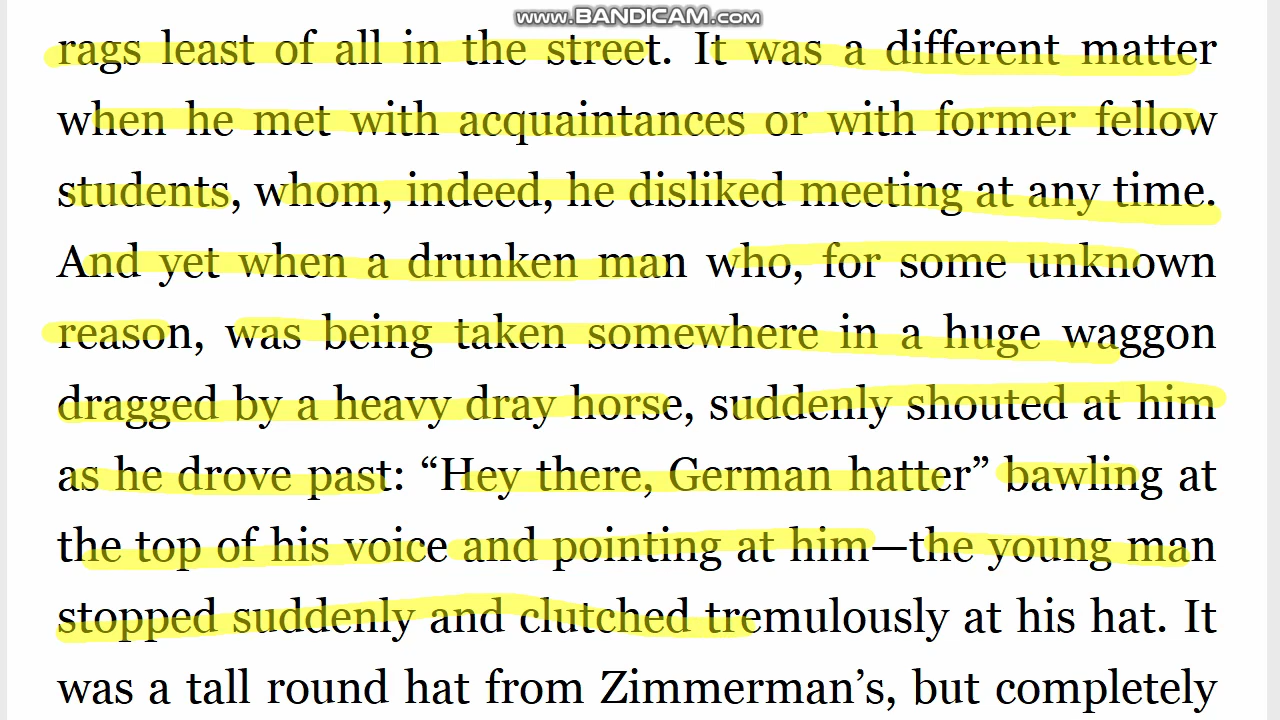 www.BANDICAM.com
rags least of all in the street. It was a different matter
when he met with acquaintances or with former fellow
students, whom, indeed, he disliked meeting at any time.
And yet when a drunken man who, for some unknown
reason, was being taken somewhere in a huge waggon
dragged by a heavy dray horse, suddenly shouted at him
as he drove past: “Hey there, German hatter” bawling at
the top of his voice and pointing at him—the young man
stopped suddenly and clutched tremulously at his hat. It
was a tall round hat from Zimmerman’s, but completely